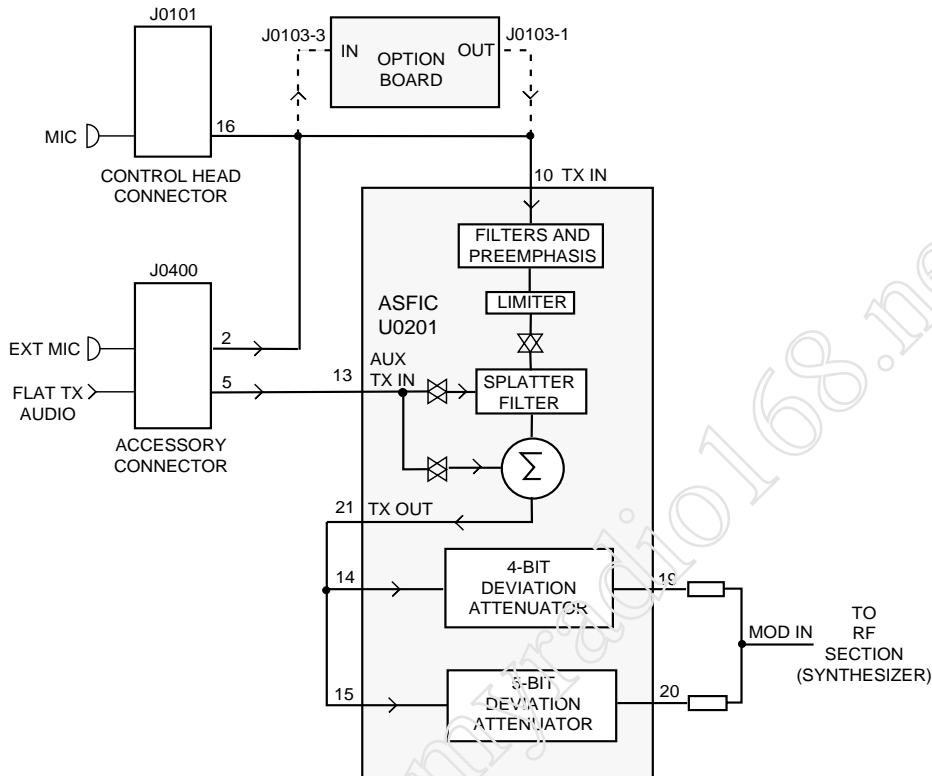 J0101
J0103-3
IN
OPTION
BOARD
OUT
J0103-1
MIC
16
CONTROL HEAD
CONNECTOR
10 TX IN
FILTERS AND
PREEMPHASIS
LIMITER
ASFIC
U0201
J0400
EXT MIC
2
FLAT TX
AUDIO
5
13
AUX
TX IN
SPLATTER
FILTER
ACCESSORY
CONNECTOR
Σ
21 TX OUT
14
4-BIT
DEVIATION
ATTENUATOR
19
15
5-BIT
DEVIATION
ATTENUATOR
20
MOD IN
TO
RF
SECTION
(SYNTHESIZER)